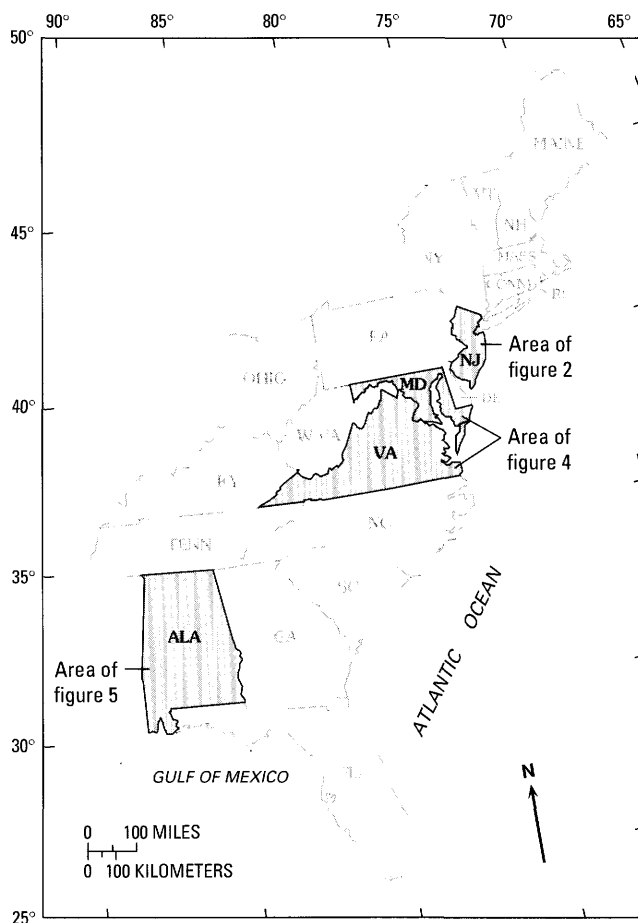 90° 85° 80° 75° 70° 65°
50°
MAINE
VT
45°
NH
NY
MASS
CONN
RI
PA
NJ
Area of
figure 2
OHIO
MD
DE
40°
W VA
Area of
figure 4
VA
KY
NC
TENN
35°
SC
ALA
GA
Area of
figure 5
ATLANTIC OCEAN
30°
GULF OF MEXICO
N
0 100 MILES
0 100 KILOMETERS
25°